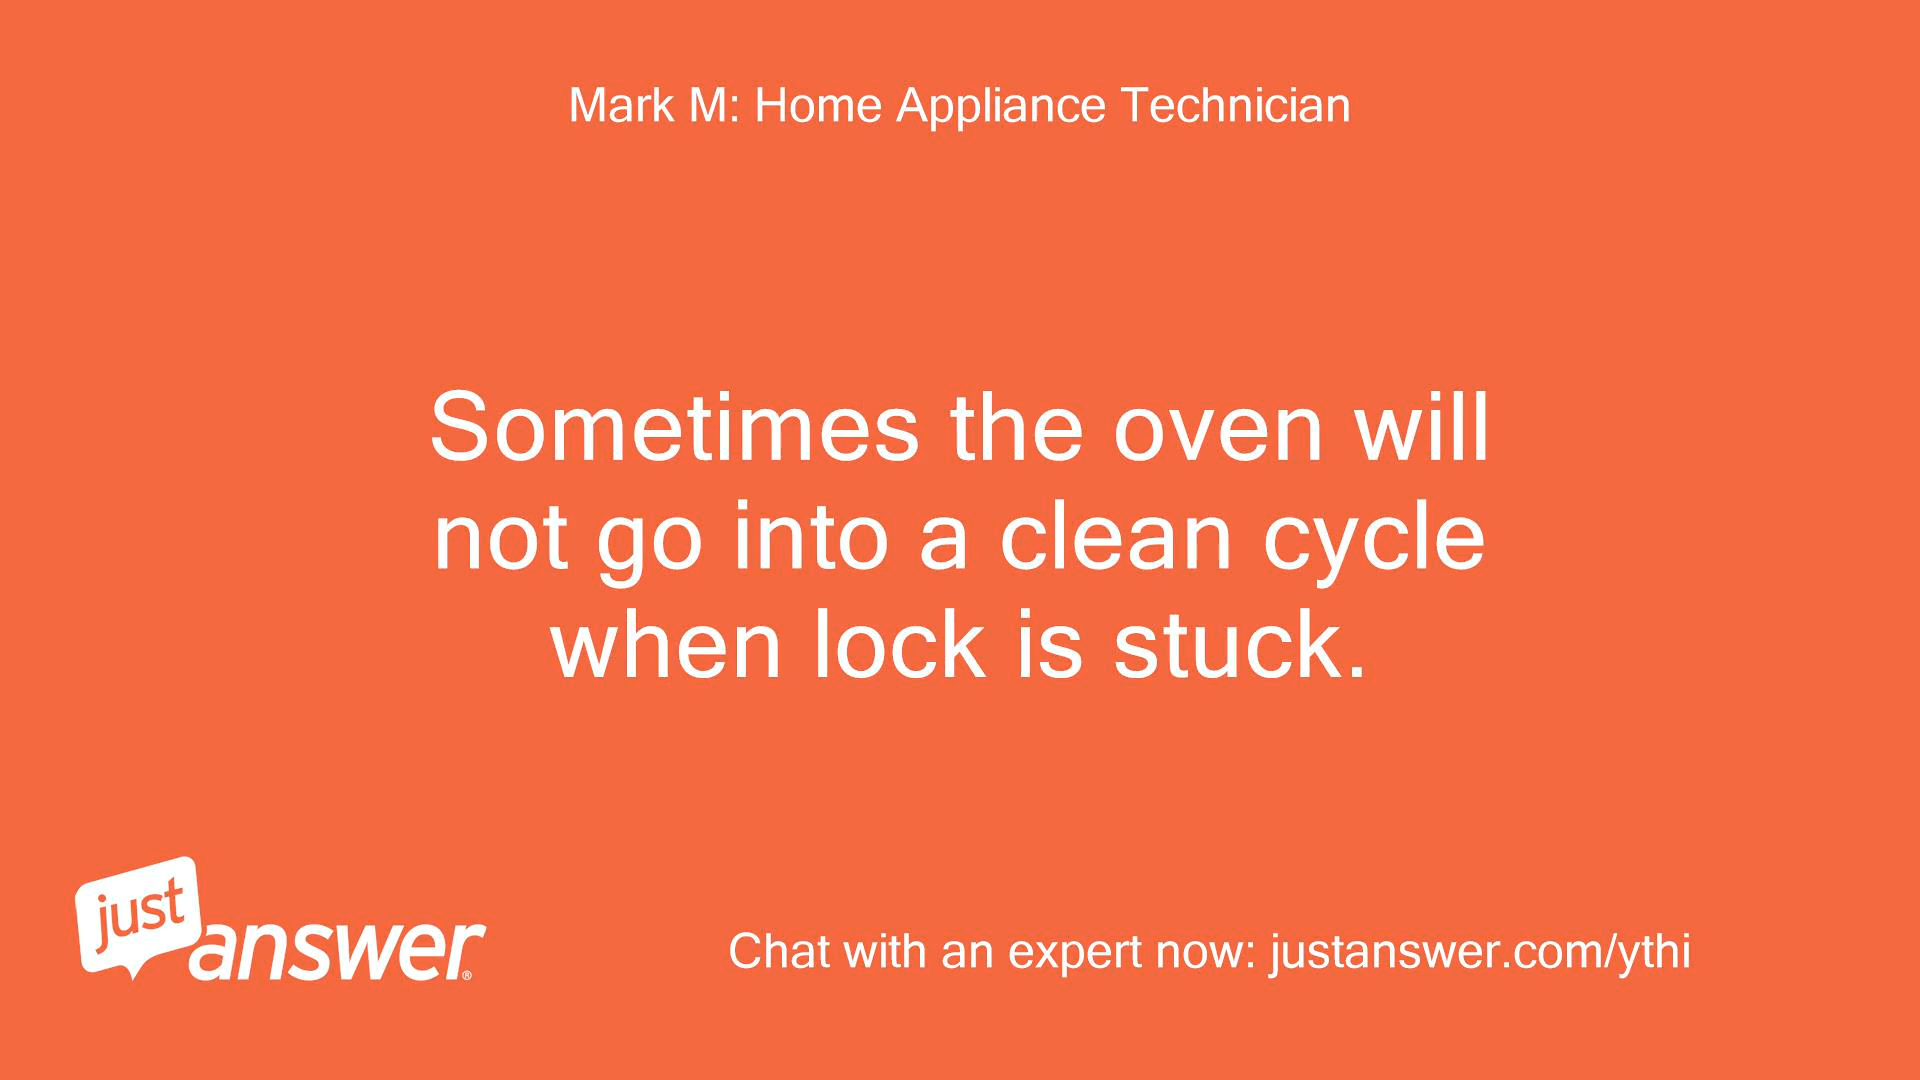 Mark M: Home Appliance Technician
Sometimes the oven will
not go into a clean cycle
when lock is stuck.
just
answer®
Chat with an expert now: justanswer.com/ythi